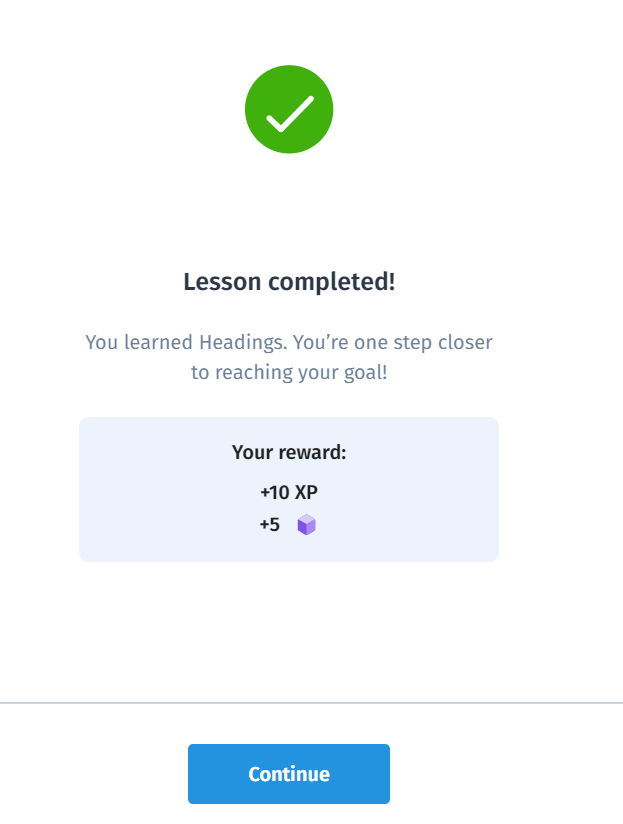 Lesson completed!
You learned Headings. You’re one step closer
to reaching your goal!
Your reward:
+10 XP
+5
Continue